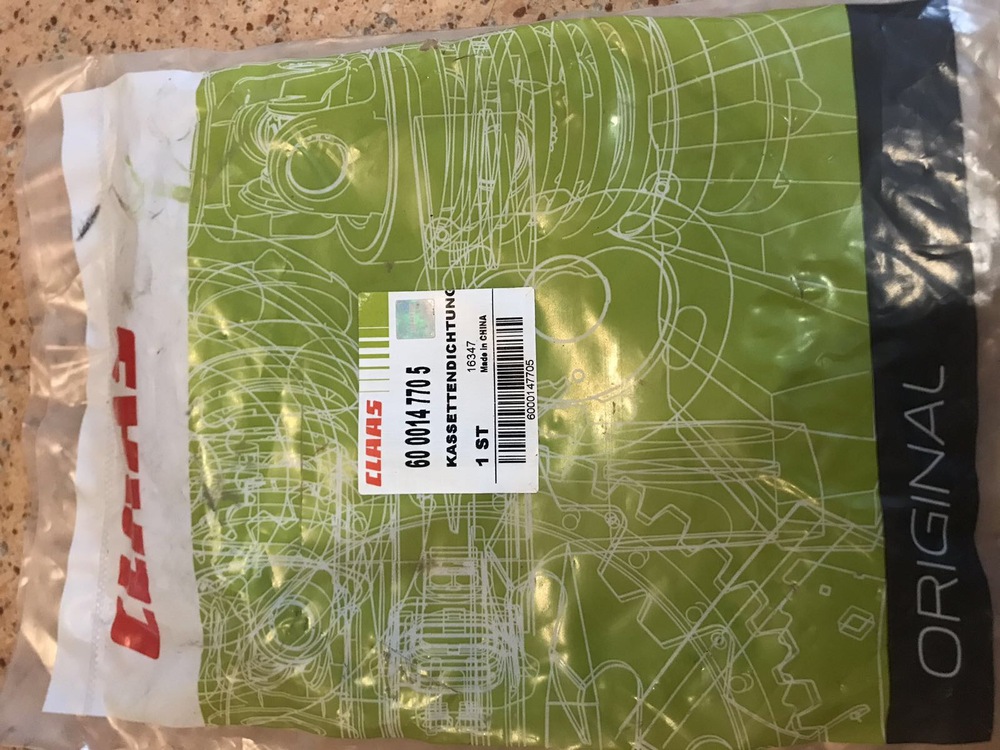 CLAAS
CLAAS
60 0014 770 5
KASSETTENDICHTUNG
16347
1 ST
Made in CHINA
6000147705
ORIGINAL